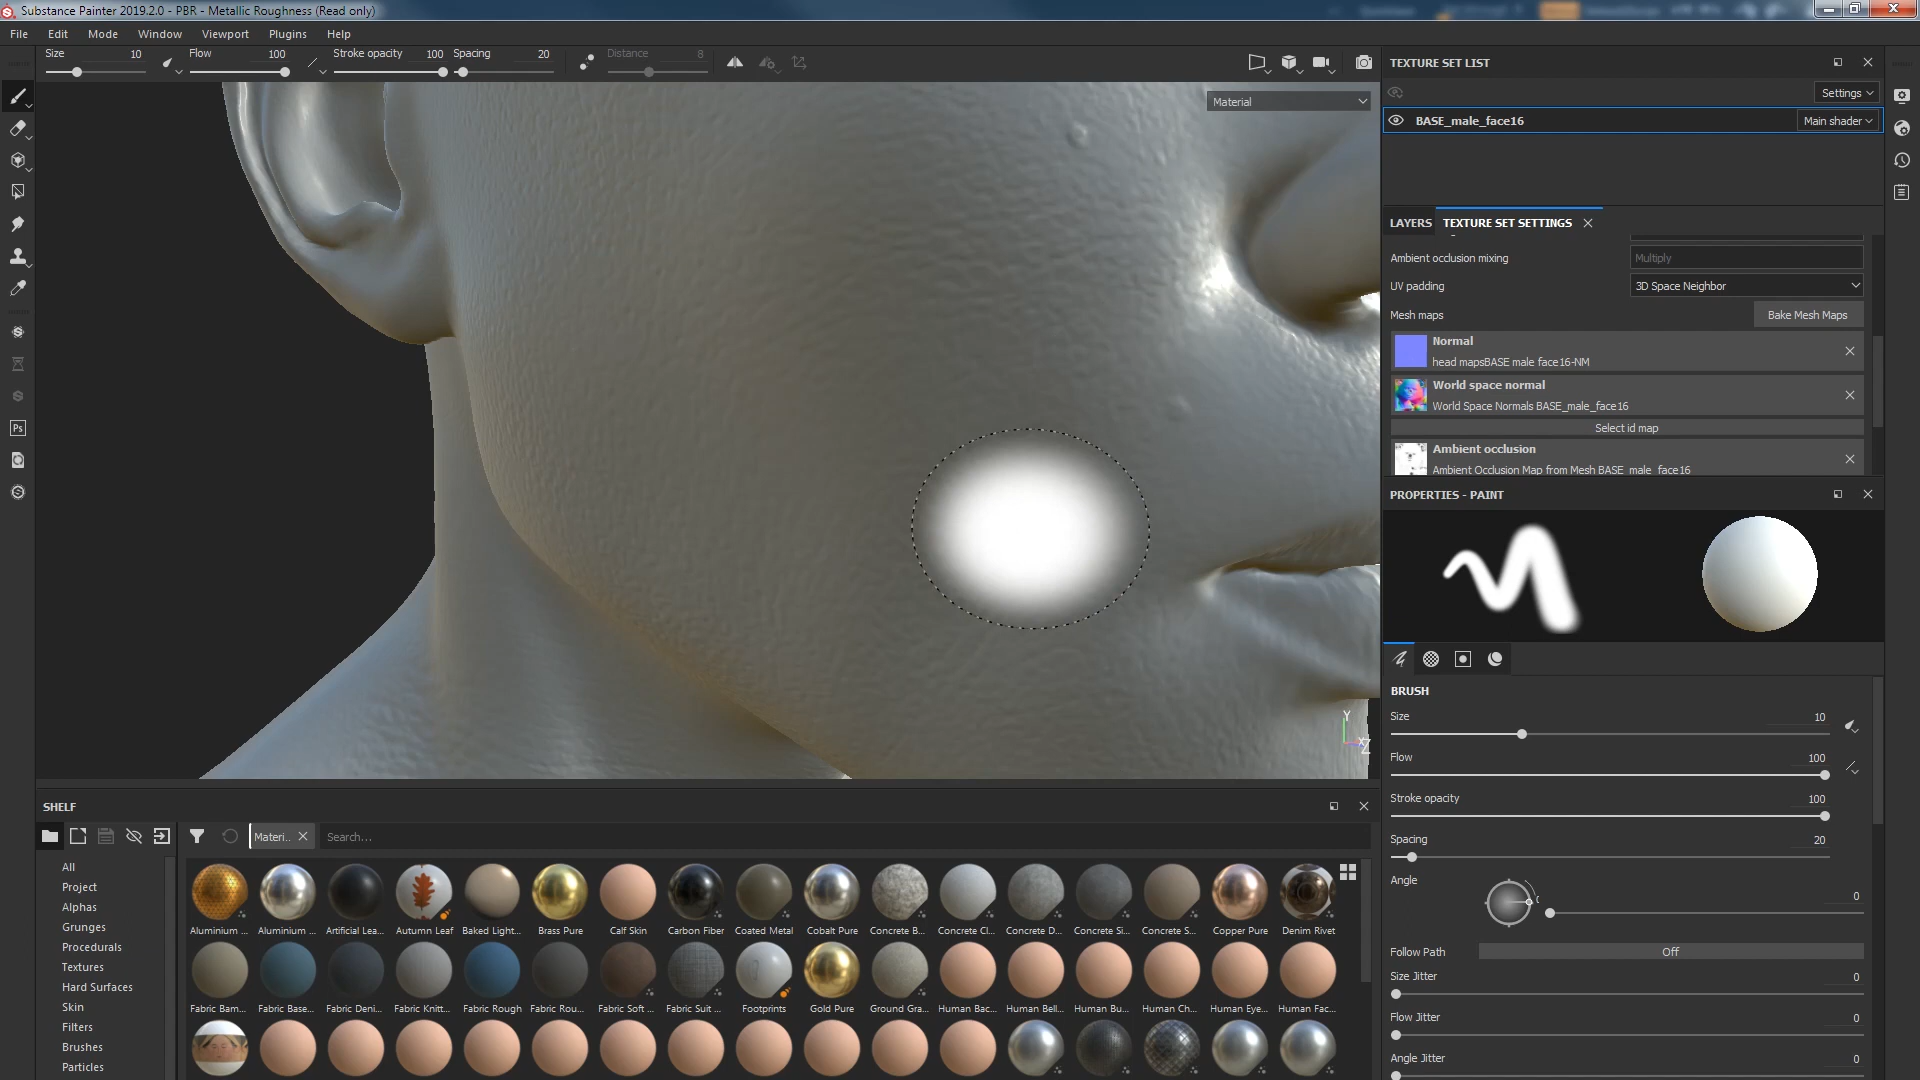 Substance Painter 2019.2.0 - PBR - Metallic Roughness (Read only)
File Edit Mode Window Viewport Plugins Help
Size 10 Flow 100 Stroke opacity 100 Spacing 20 Distance 8
Material
TEXTURE SET LIST
Settings
BASE_male_face16 Main shader
LAYERS TEXTURE SET SETTINGS
Ambient occlusion mixing Multiply
UV padding 3D Space Neighbor
Mesh maps Bake Mesh Maps
Normal
head mapsBASE male face16-NM
World space normal
World Space Normals BASE_male_face16
Select id map
Ambient occlusion
Ambient Occlusion Map from Mesh BASE male face16
PROPERTIES - PAINT
BRUSH
Size 10
Flow 100
Stroke opacity 100
Spacing 20
Angle 0
Follow Path Off
Size Jitter 0
Flow Jitter 0
Angle Jitter 0
Y
X
Z
Ps
SHELF
Materi... Search...
All
Project
Alphas
Grunges
Procedurals
Textures
Hard Surfaces
Skin
Filters
Brushes
Particles
Aluminium ... Aluminium ... Artificial Lea... Autumn Leaf Baked Light... Brass Pure Calf Skin Carbon Fiber Coated Metal Cobalt Pure Concrete B... Concrete Cl... Concrete D... Concrete Si... Concrete S... Copper Pure Denim Rivet
Fabric Bam... Fabric Base... Fabric Deni... Fabric Knitt... Fabric Rough Fabric Rou... Fabric Soft ... Fabric Suit ... Footprints Gold Pure Ground Gra... Human Bac... Human Bell... Human Bu... Human Ch... Human Eye... Human Fac...